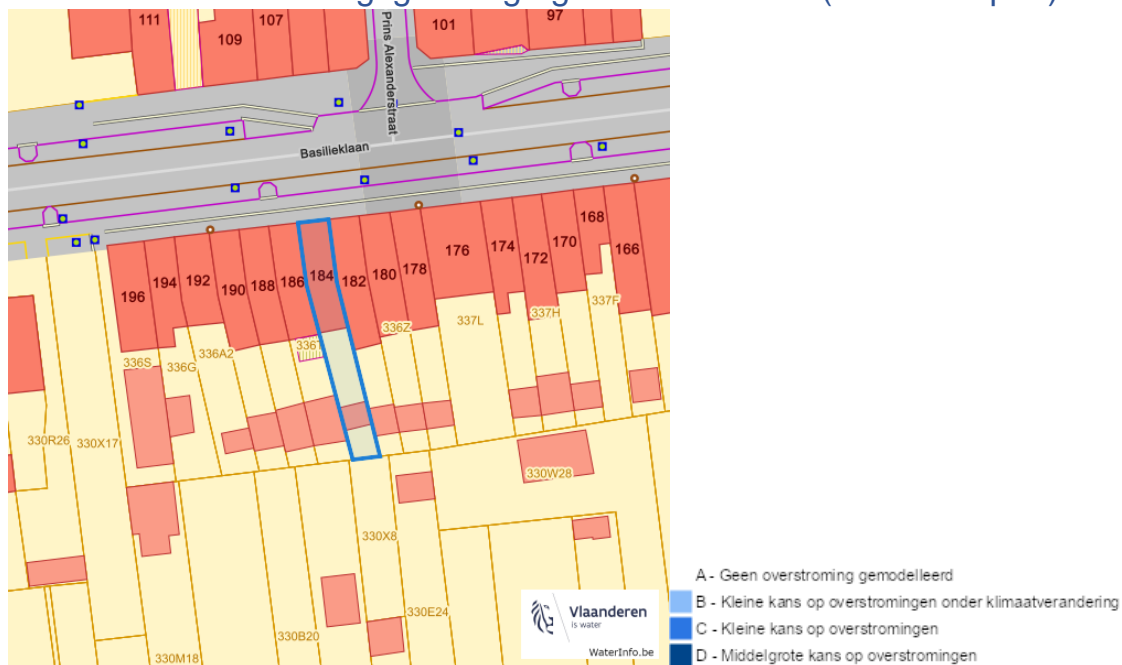 111
107
109
101
97
Prins Alexanderstraat
Basilieklaan
196
194
192
190
188
186
184
182
180
178
176
174
172
170
168
166
336S
336G
336A2
336T
336Z
337L
337H
337F
330R26
330X17
330W28
330X8
330E24
330B20
330M18
Vlaanderen
is water
WaterInfo.be
A - Geen overstroming gemodelleerd
B - Kleine kans op overstromingen onder klimaatverandering
C - Kleine kans op overstromingen
D - Middelgrote kans op overstromingen